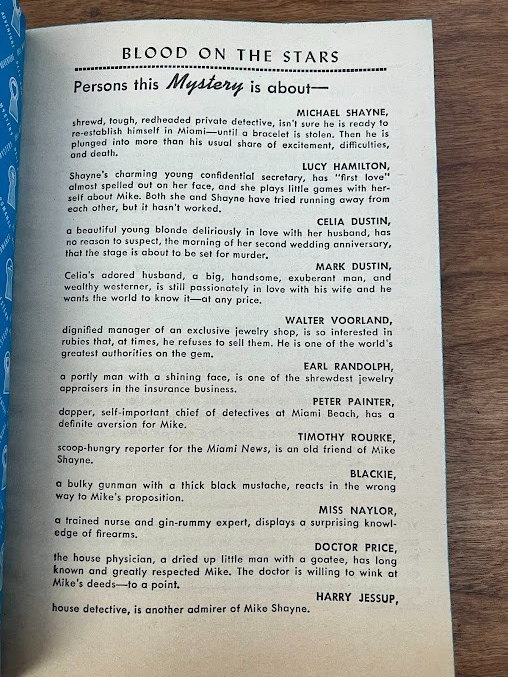 BLOOD ON THE STARS
Persons this Mystery is about—
MICHAEL SHAYNE,
shrewd, tough, redheaded private detective, isn't sure he is ready to
re-establish himself in Miami—until a bracelet is stolen. Then he is
plunged into more than his usual share of excitement, difficulties,
and death.
LUCY HAMILTON,
Shayne's charming young confidential secretary, has "first love"
almost spelled out on her face, and she plays little games with her-
self about Mike. Both she and Shayne have tried running away from
each other, but it hasn't worked.
CELIA DUSTIN,
a beautiful young blonde deliriously in love with her husband, has
no reason to suspect, the morning of her second wedding anniversary,
that the stage is about to be set for murder.
MARK DUSTIN,
Celia's adored husband, a big, handsome, exuberant man, and
wealthy westerner, is still passionately in love with his wife and he
wants the world to know it—at any price.
WALTER VOORLAND,
dignified manager of an exclusive jewelry shop, is so interested in
rubies that, at times, he refuses to sell them. He is one of the world's
greatest authorities on the gem.
EARL RANDOLPH,
a portly man with a shining face, is one of the shrewdest jewelry
appraisers in the insurance business.
PETER PAINTER,
dapper, self-important chief of detectives at Miami Beach, has a
definite aversion for Mike.
TIMOTHY ROURKE,
scoop-hungry reporter for the Miami News, is an old friend of Mike
Shayne.
BLACKIE,
a bulky gunman with a thick black mustache, reacts in the wrong
way to Mike's proposition.
MISS NAYLOR,
a trained nurse and gin-rummy expert, displays a surprising knowl-
edge of firearms.
DOCTOR PRICE,
the house physician, a dried up little man with a goatee, has long
known and greatly respected Mike. The doctor is willing to wink at
Mike's deeds—to a point.
HARRY JESSUP,
house detective, is another admirer of Mike Shayne.